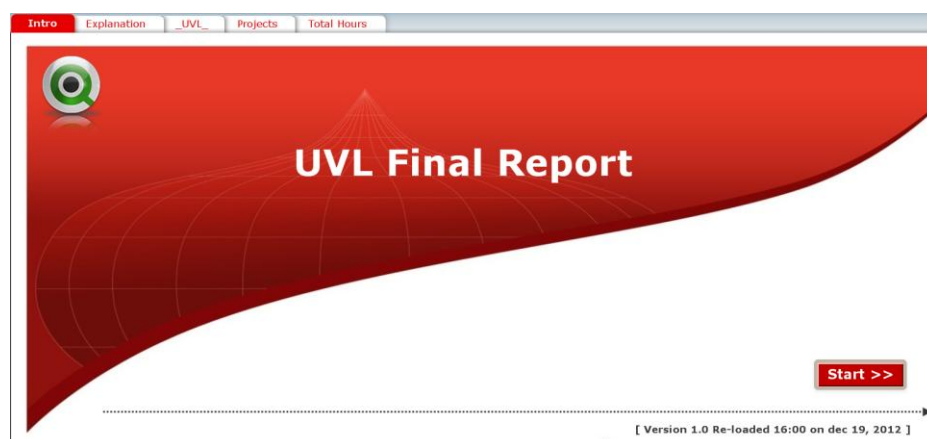 Intro Explanation _UVL_ Projects Total Hours
UVL Final Report
Start >>
[ Version 1.0 Re-loaded 16:00 on dec 19, 2012 ]